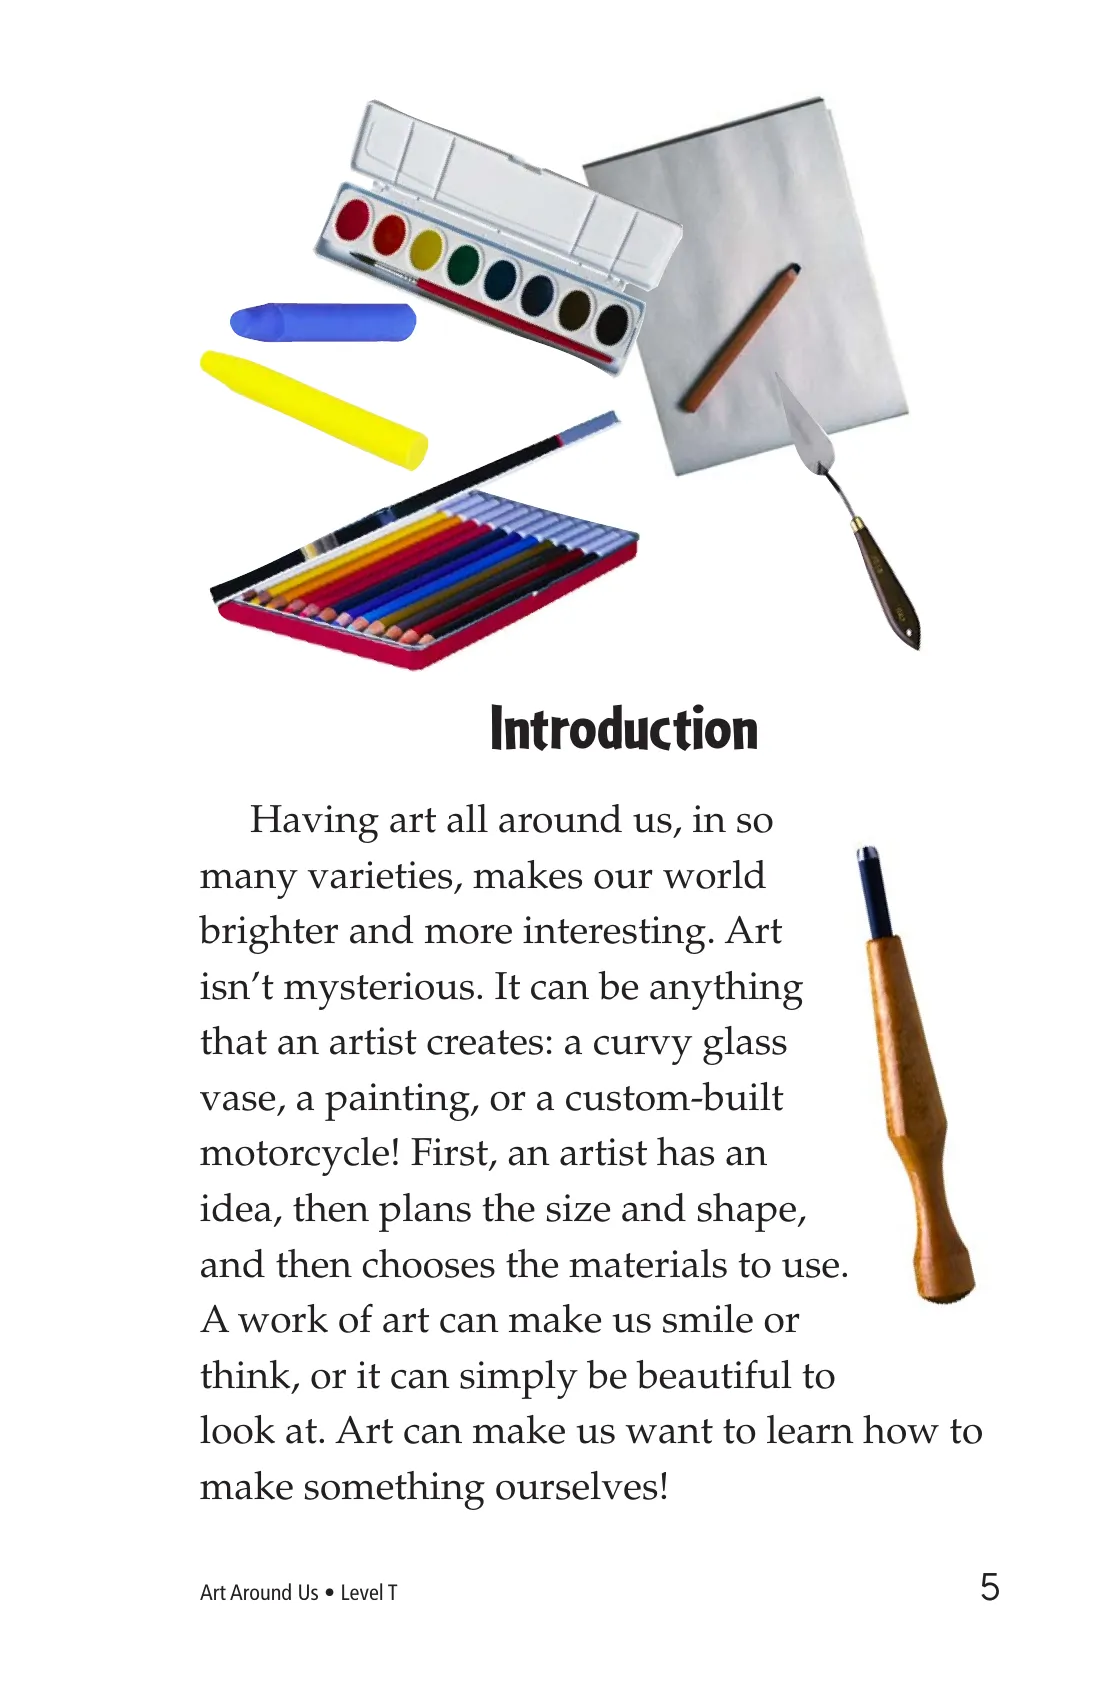 Introduction
Having art all around us, in so
many varieties, makes our world
brighter and more interesting. Art
isn’t mysterious. It can be anything
that an artist creates: a curvy glass
vase, a painting, or a custom-built
motorcycle! First, an artist has an
idea, then plans the size and shape,
and then chooses the materials to use.
A work of art can make us smile or
think, or it can simply be beautiful to
look at. Art can make us want to learn how to
make something ourselves!
Art Around Us • Level T
5